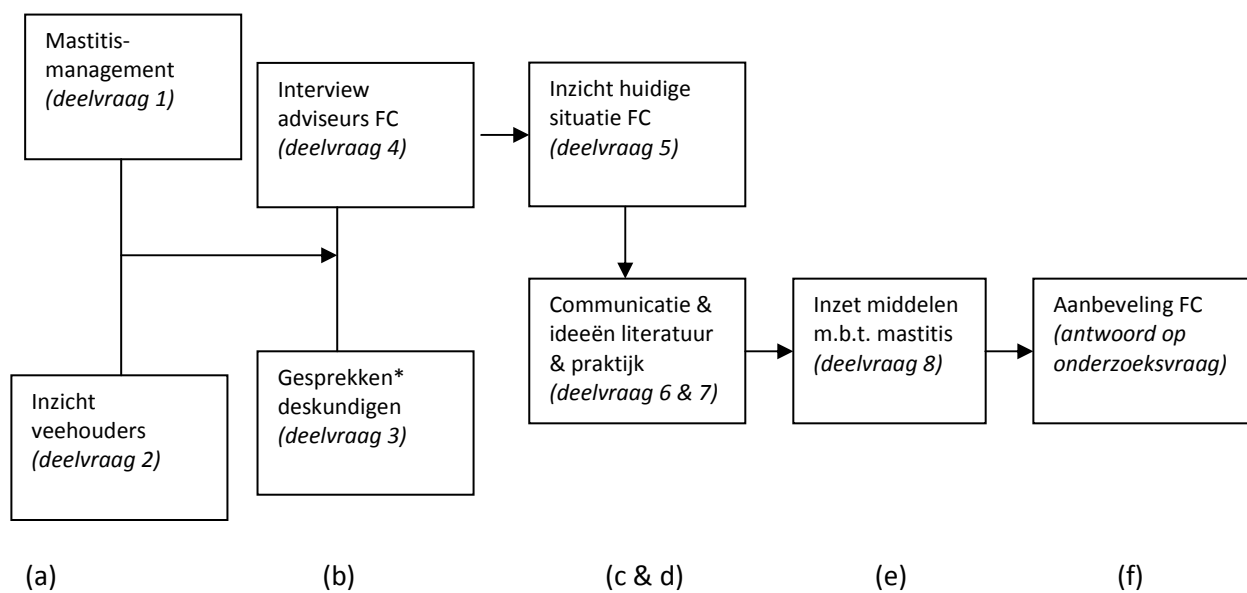 Mastitis-
management
(deelvraag 1)
Interview
adviseurs FC
(deelvraag 4)
Inzicht huidige
situatie FC
(deelvraag 5)
Inzicht
veehouders
(deelvraag 2)
Gesprekken*
deskundigen
(deelvraag 3)
Communicatie &
ideeën literatuur
& praktijk
(deelvraag 6 & 7)
Inzet middelen
m.b.t. mastitis
(deelvraag 8)
Aanbeveling FC
(antwoord op
onderzoeksvraag)
(a) (b) (c & d) (e) (f)